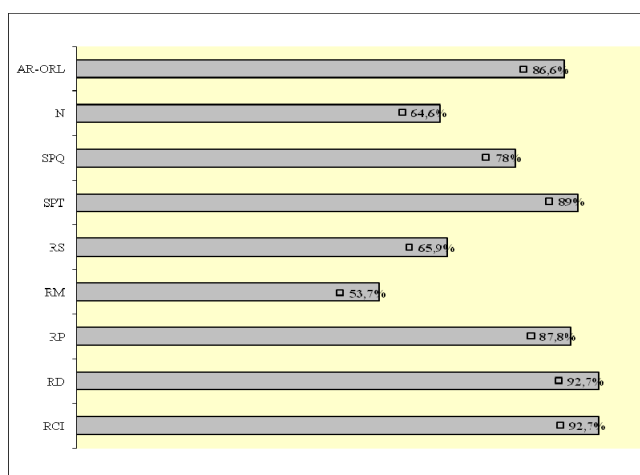 AR-ORL 86,6%
N 64,6%
SPQ 78%
SPT 89%
RS 65,9%
RM 53,7%
RP 87,8%
RD 92,7%
RCI 92,7%